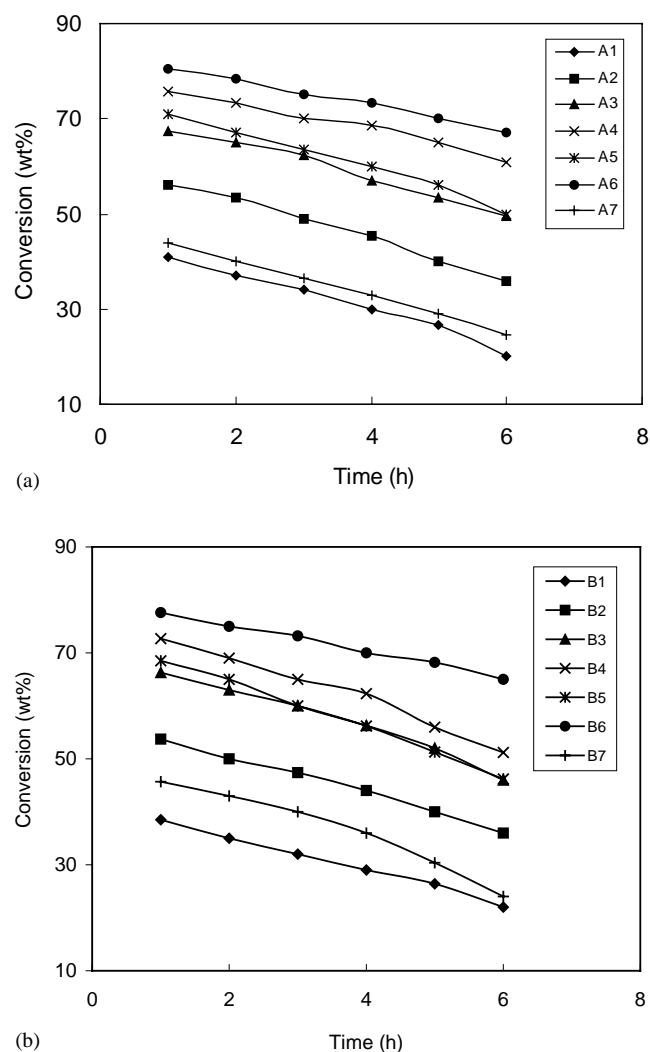 90
70
50
30
10
Conversion (wt%)
A1
A2
A3
A4
A5
A6
A7
0 2 4 6 8
Time (h)
(a)
90
70
50
30
10
Conversion (wt%)
B1
B2
B3
B4
B5
B6
B7
0 2 4 6 8
Time (h)
(b)